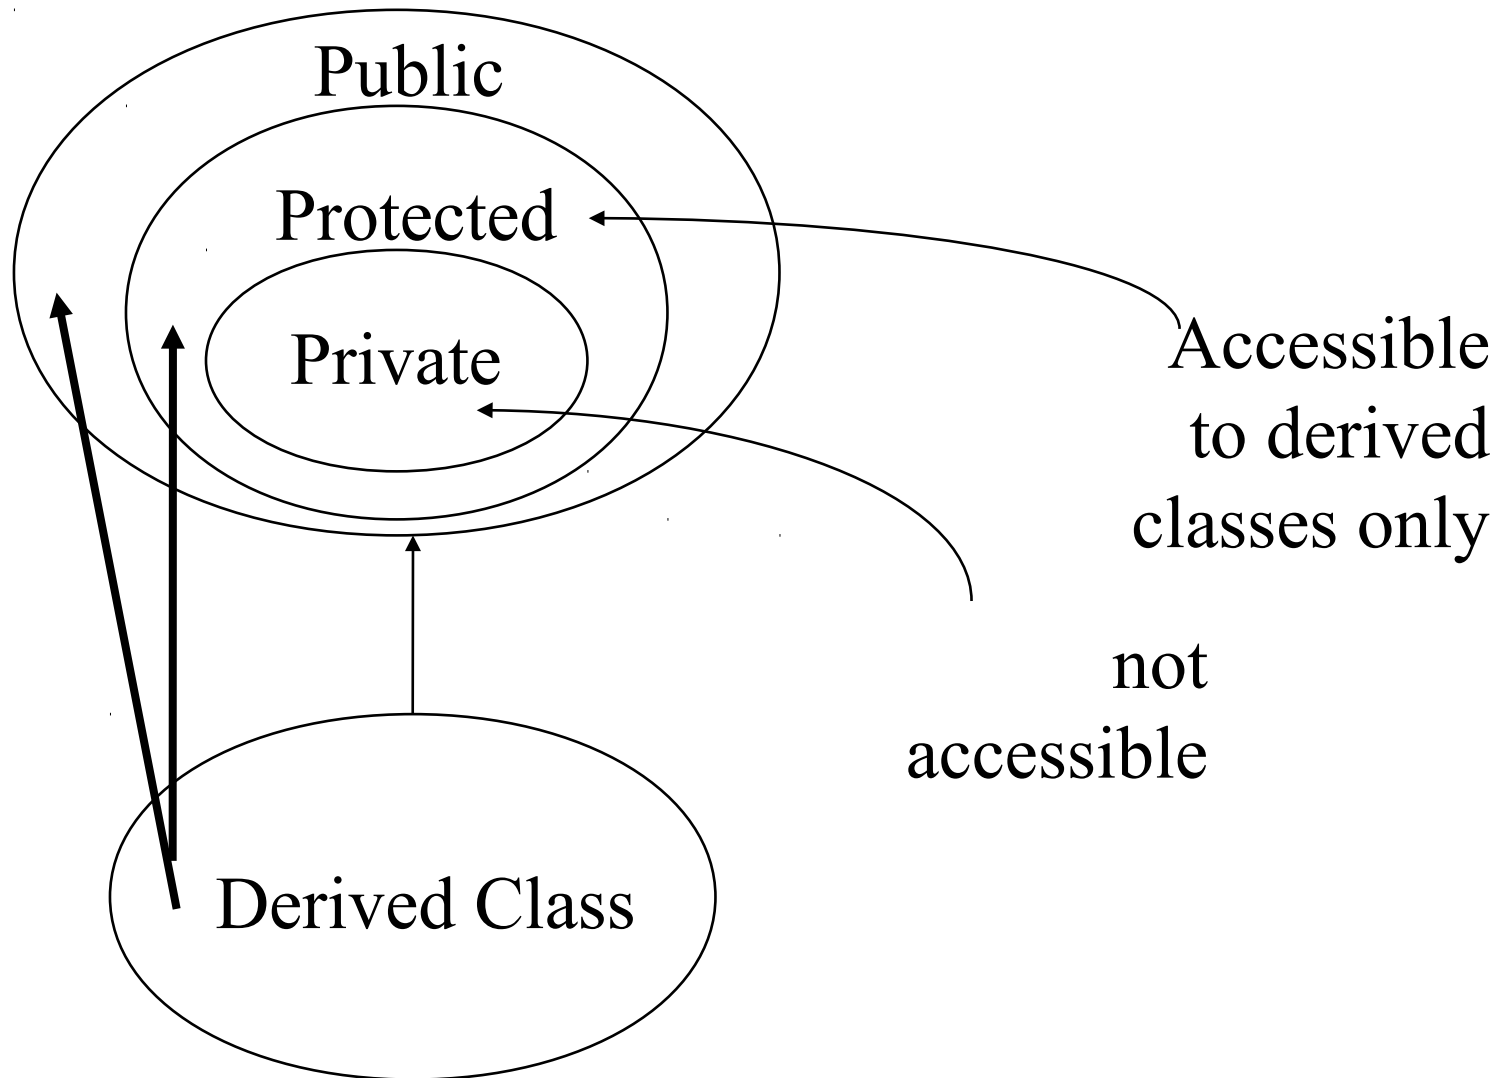 Public
Protected
Private
Accessible
to derived
classes only
not
accessible
Derived Class